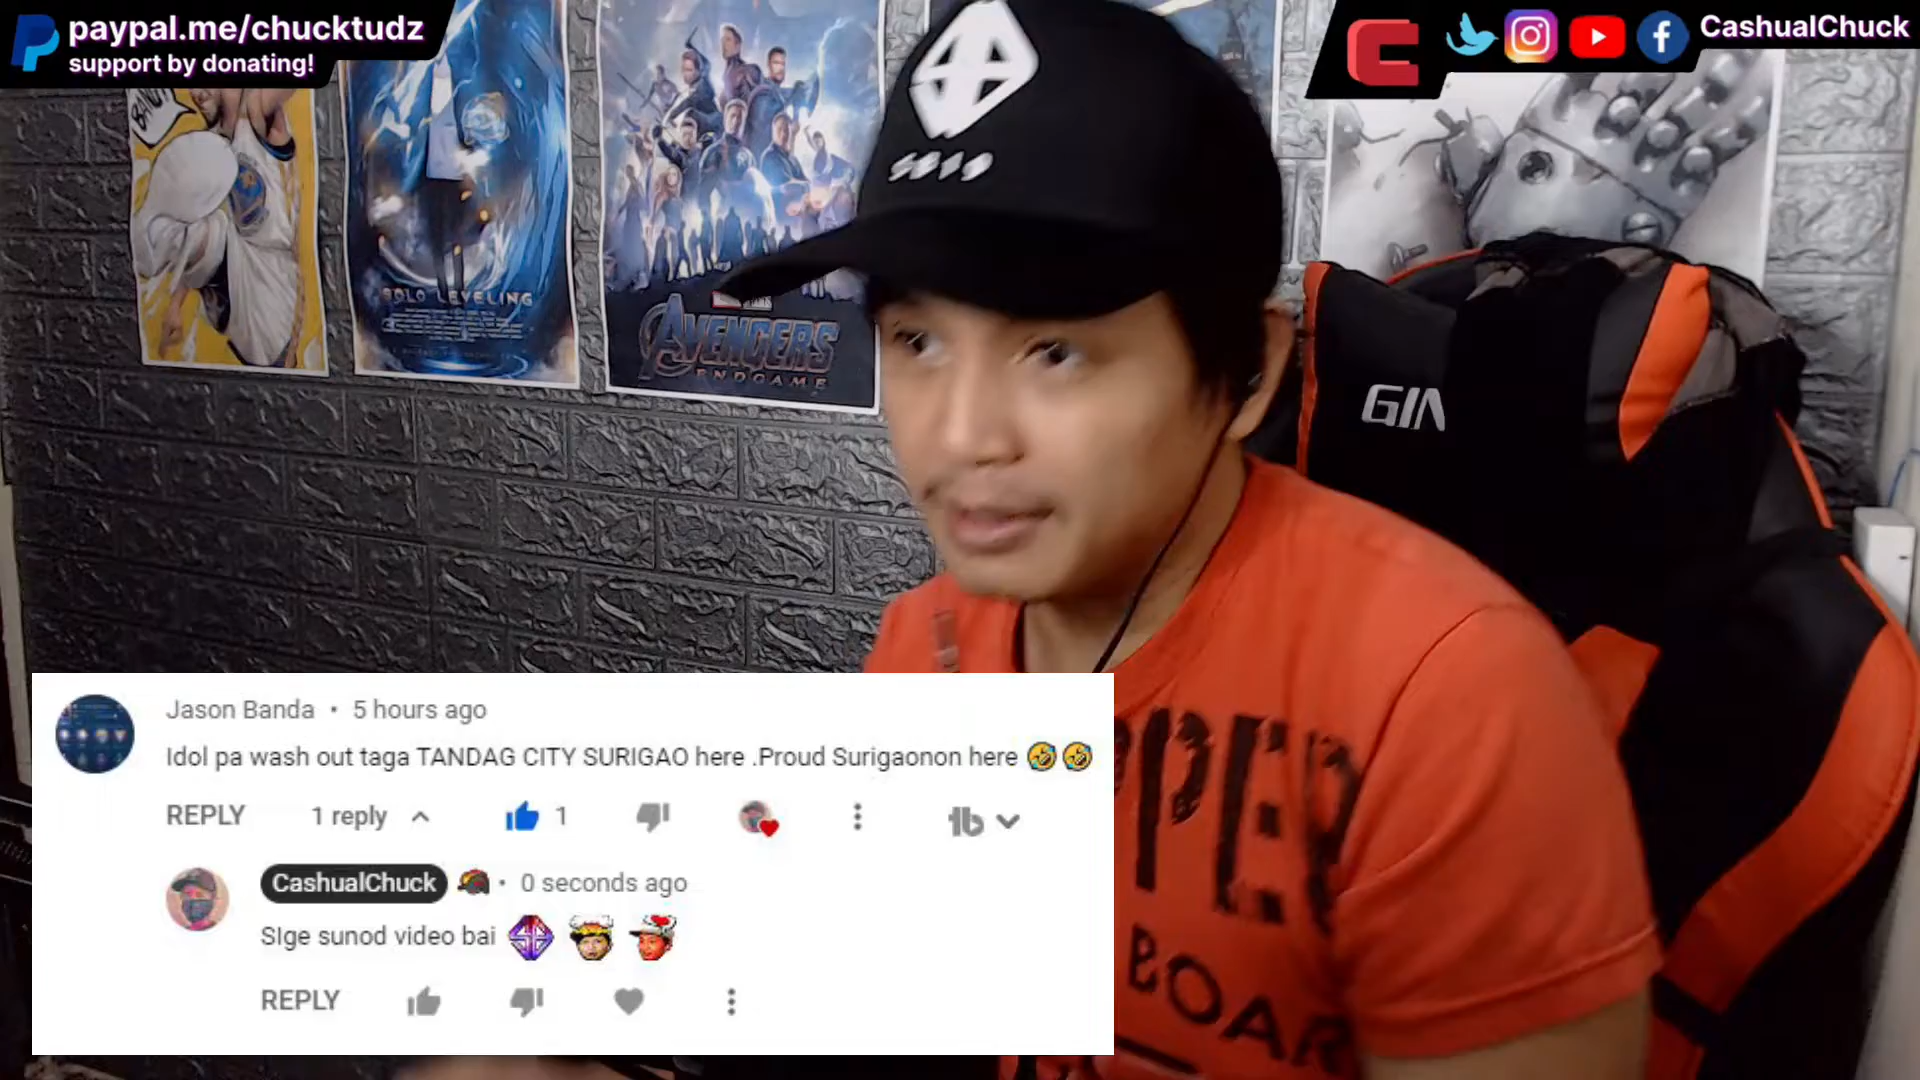 paypal.me/chucktudz
support by donating!
CashualChuck
SOLO LEVELING
AVENGERS
ENDGAME
BOAR
Jason Banda • 5 hours ago
Idol pa wash out taga TANDAG CITY SURIGAO here .Proud Surigaonon here 🤣🤣
REPLY 1 reply 1
CashualChuck • 0 seconds ago
SIge sunod video bai
REPLY